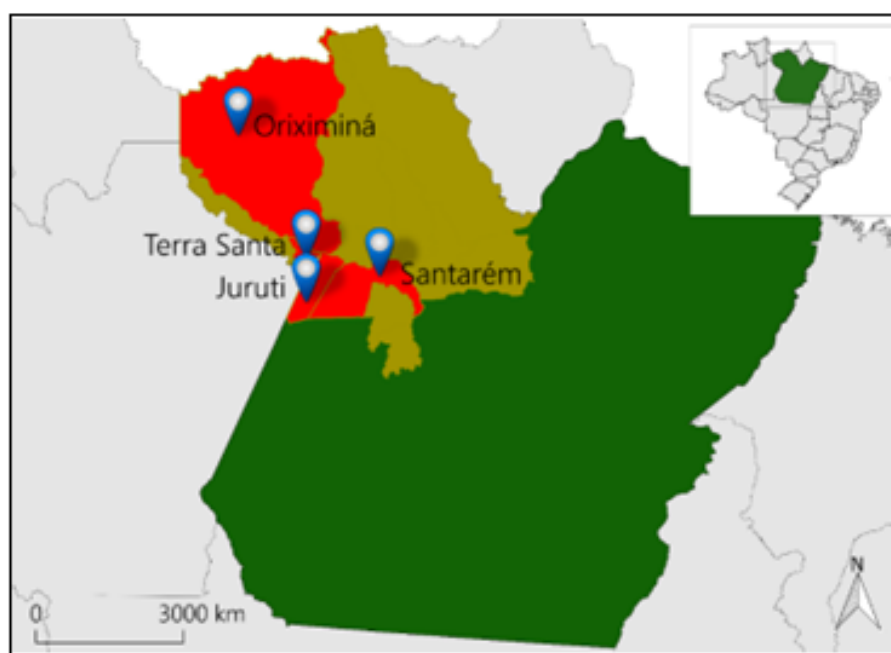 Oriximiná
Terra Santa
Santarém
Juruti
N
0 3000 km